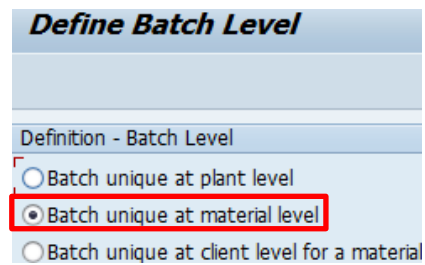 Define Batch Level
Definition - Batch Level
Batch unique at plant level
Batch unique at material level
Batch unique at client level for a material